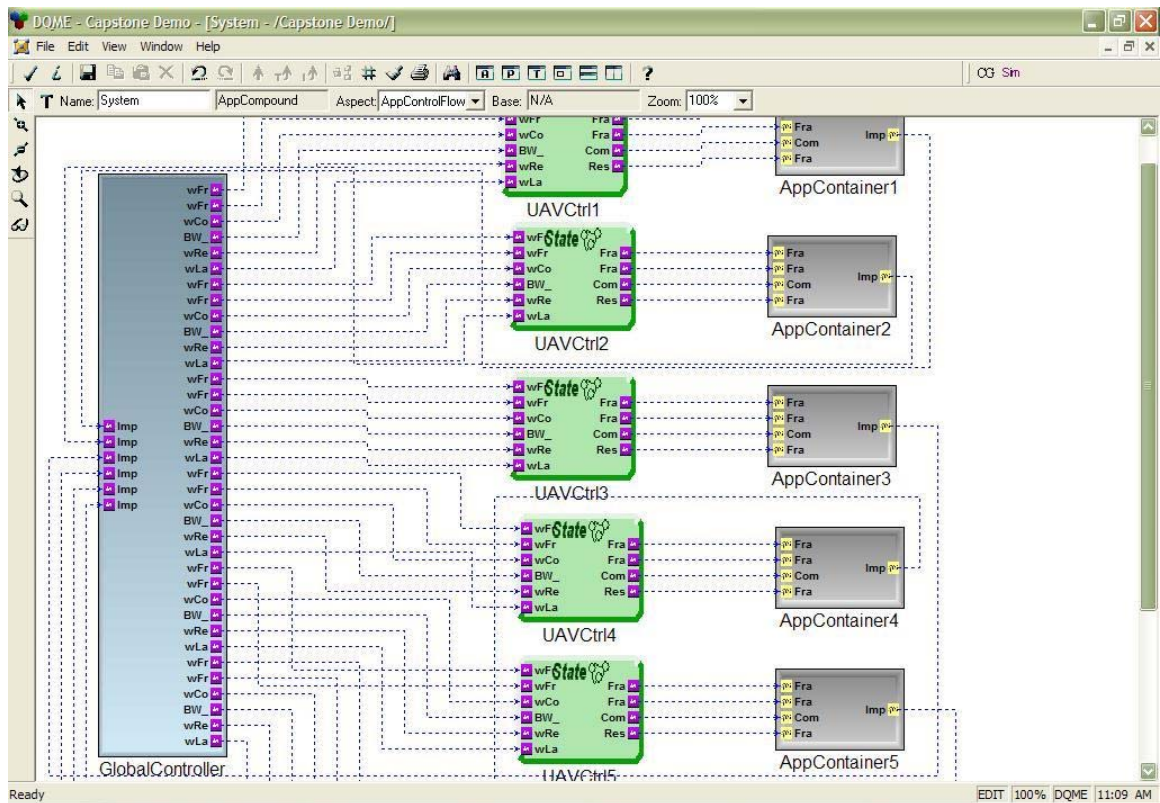 DQME - Capstone Demo - [System - /Capstone Demo/]
File Edit View Window Help
A P T
? OG Sim
T Name: System AppCompound Aspect: AppControlFlow Base: N/A Zoom: 100%
wFr
wFr
wCo
BW_
wRe
wLa
wFr
wFr
wCo
BW_
wRe
wLa
wFr
wFr
wCo
BW_
wRe
wLa
wFr
wFr
wCo
BW_
wRe
wLa
wFr
wFr
wCo
BW_
wRe
wLa
wFr
wFr
wCo
BW_
wRe
wLa
Imp
Imp
Imp
Imp
Imp
Imp
GlobalController
wFr Fra
wCo Fra
BW_ Com
wRe Res
wLa
UAVCtrl1
Fra Imp
Com
Fra
AppContainer1
State
wFr Fra
wCo Fra
BW_ Com
wRe Res
wLa
UAVCtrl2
Fra
Fra Imp
Com
Fra
AppContainer2
State
wFr Fra
wCo Fra
BW_ Com
wRe Res
wLa
UAVCtrl3
Fra
Fra Imp
Com
Fra
AppContainer3
State
wFr Fra
wCo Fra
BW_ Com
wRe Res
wLa
UAVCtrl4
Fra
Fra Imp
Com
Fra
AppContainer4
State
wFr Fra
wCo Fra
BW_ Com
wRe Res
wLa
UAVCtrl5
Fra
Fra Imp
Com
Fra
AppContainer5
Ready EDIT 100% DQME 11:09 AM